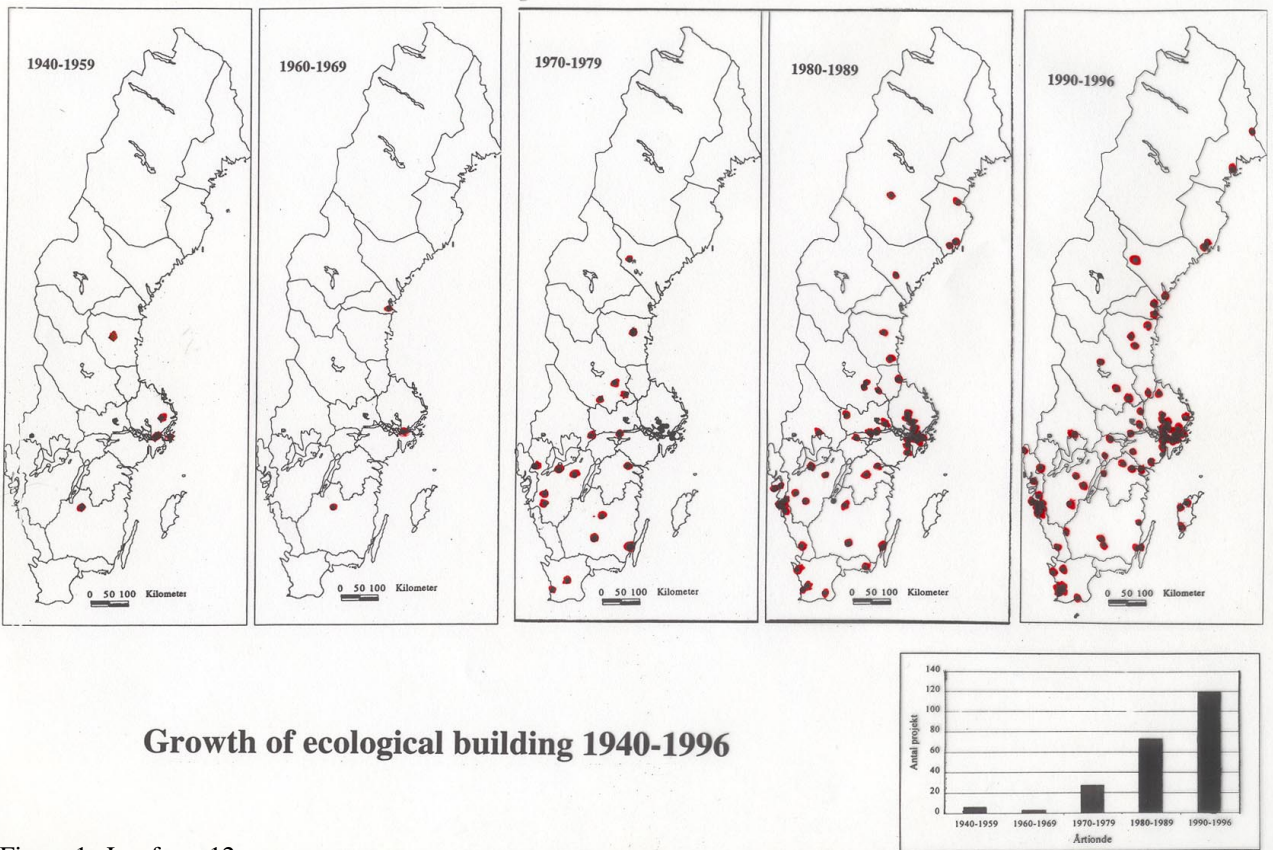 1940-1959
1960-1969
1970-1979
1980-1989
1990-1996
0 50 100 Kilometer
0 50 100 Kilometer
0 50 100 Kilometer
0 50 100 Kilometer
0 50 100 Kilometer
Growth of ecological building 1940-1996
Antal projekt
140
120
100
80
60
40
20
0
1940-1959 1960-1969 1970-1979 1980-1989 1990-1996
Årtionde